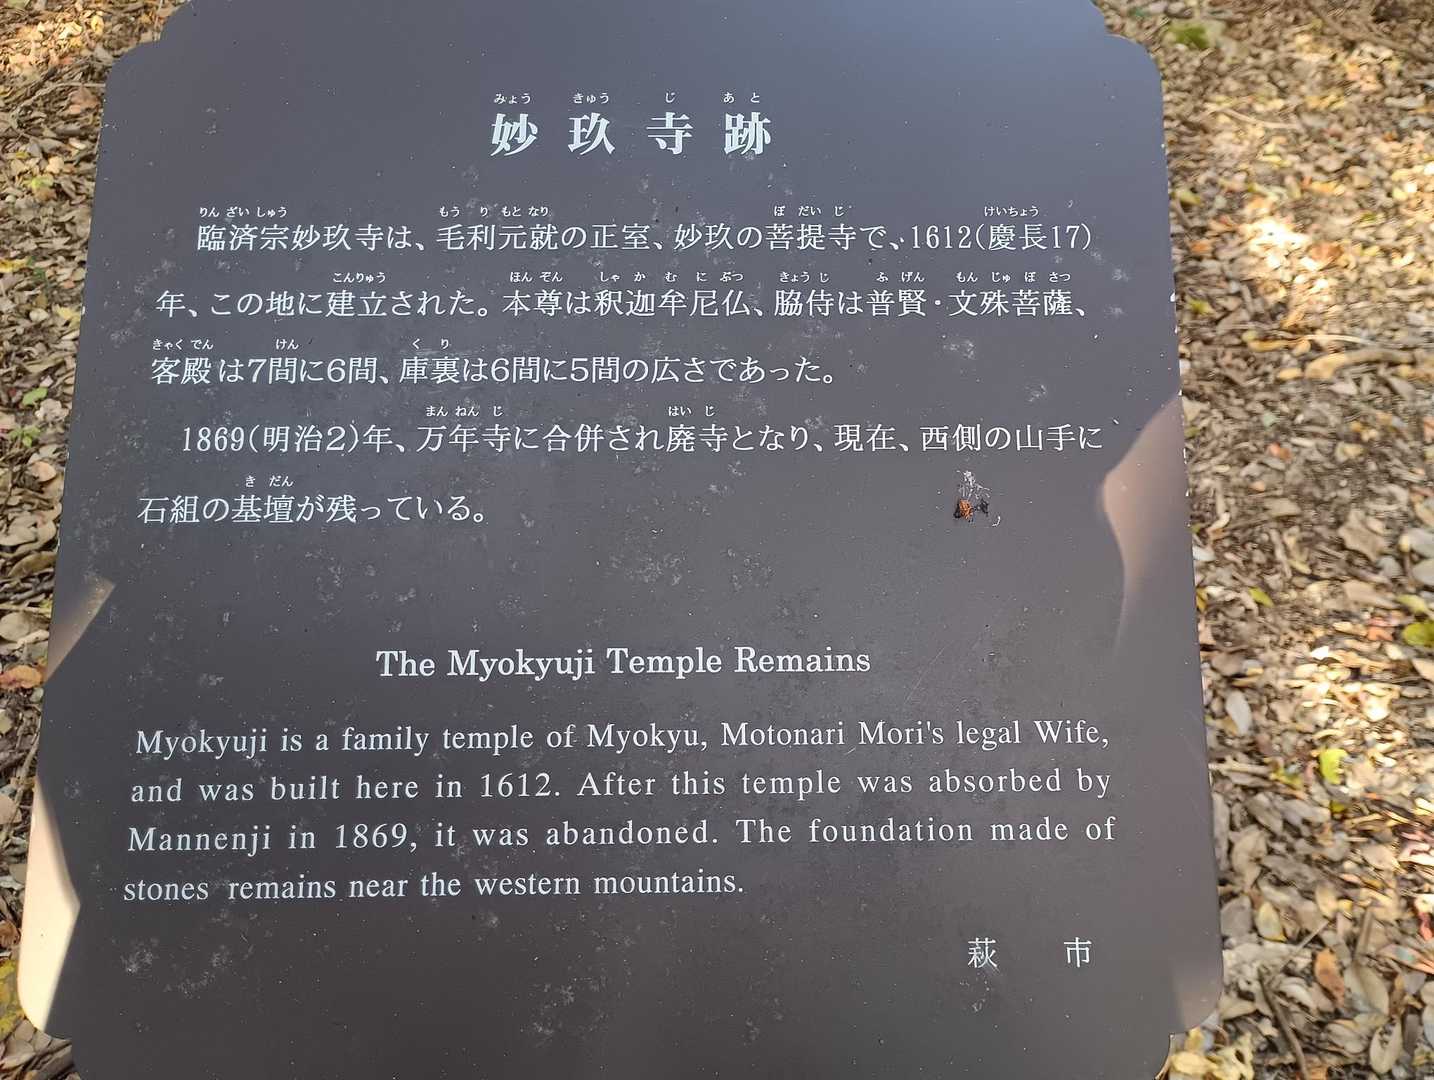 みょう きゅう じ あと
妙玖寺跡
りん ざい しゅう もう り もと なり ぼ だい じ けいちょう
臨済宗妙玖寺は、毛利元就の正室、妙玖の菩提寺で、1612(慶長17)
こんりゅう ほん ぞん しゃ か む に ぶつ きょう じ ふ げん もん じゅ ぼ さつ
年、この地に建立された。本尊は釈迦牟尼仏、脇侍は普賢・文殊菩薩、
きゃく でん けん く り
客殿は7間に6間、庫裏は6間に5間の広さであった。
まん ねん じ はい じ
1869(明治2)年、万年寺に合併され廃寺となり、現在、西側の山手に
き だん
石組の基壇が残っている。
The Myokyuji Temple Remains
Myokyuji is a family temple of Myokyu, Motonari Mori's legal Wife,
and was built here in 1612. After this temple was absorbed by
Mannenji in 1869, it was abandoned. The foundation made of
stones remains near the western mountains.
萩 市